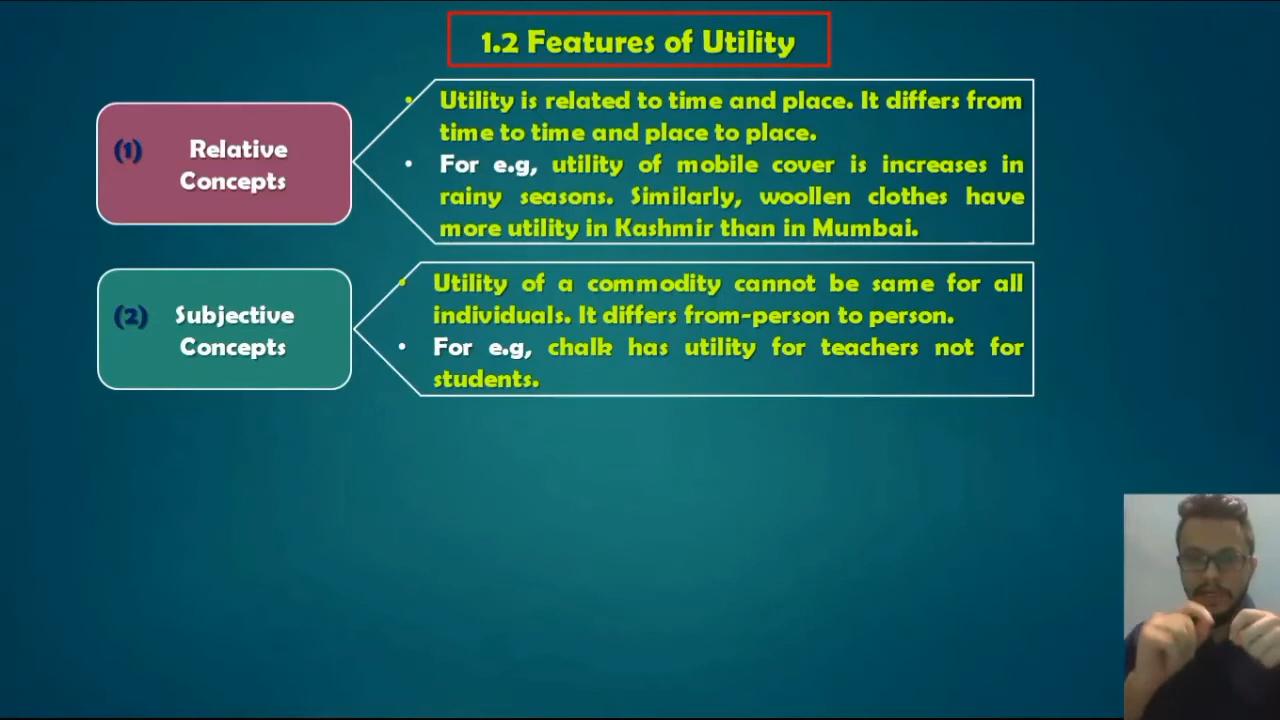 1.2 Features of Utility
(1) Relative
Concepts
• Utility is related to time and place. It differs from
time to time and place to place.
• For e.g, utility of mobile cover is increases in
rainy seasons. Similarly, woollen clothes have
more utility in Kashmir than in Mumbai.
(2) Subjective
Concepts
• Utility of a commodity cannot be same for all
individuals. It differs from-person to person.
• For e.g, chalk has utility for teachers not for
students.